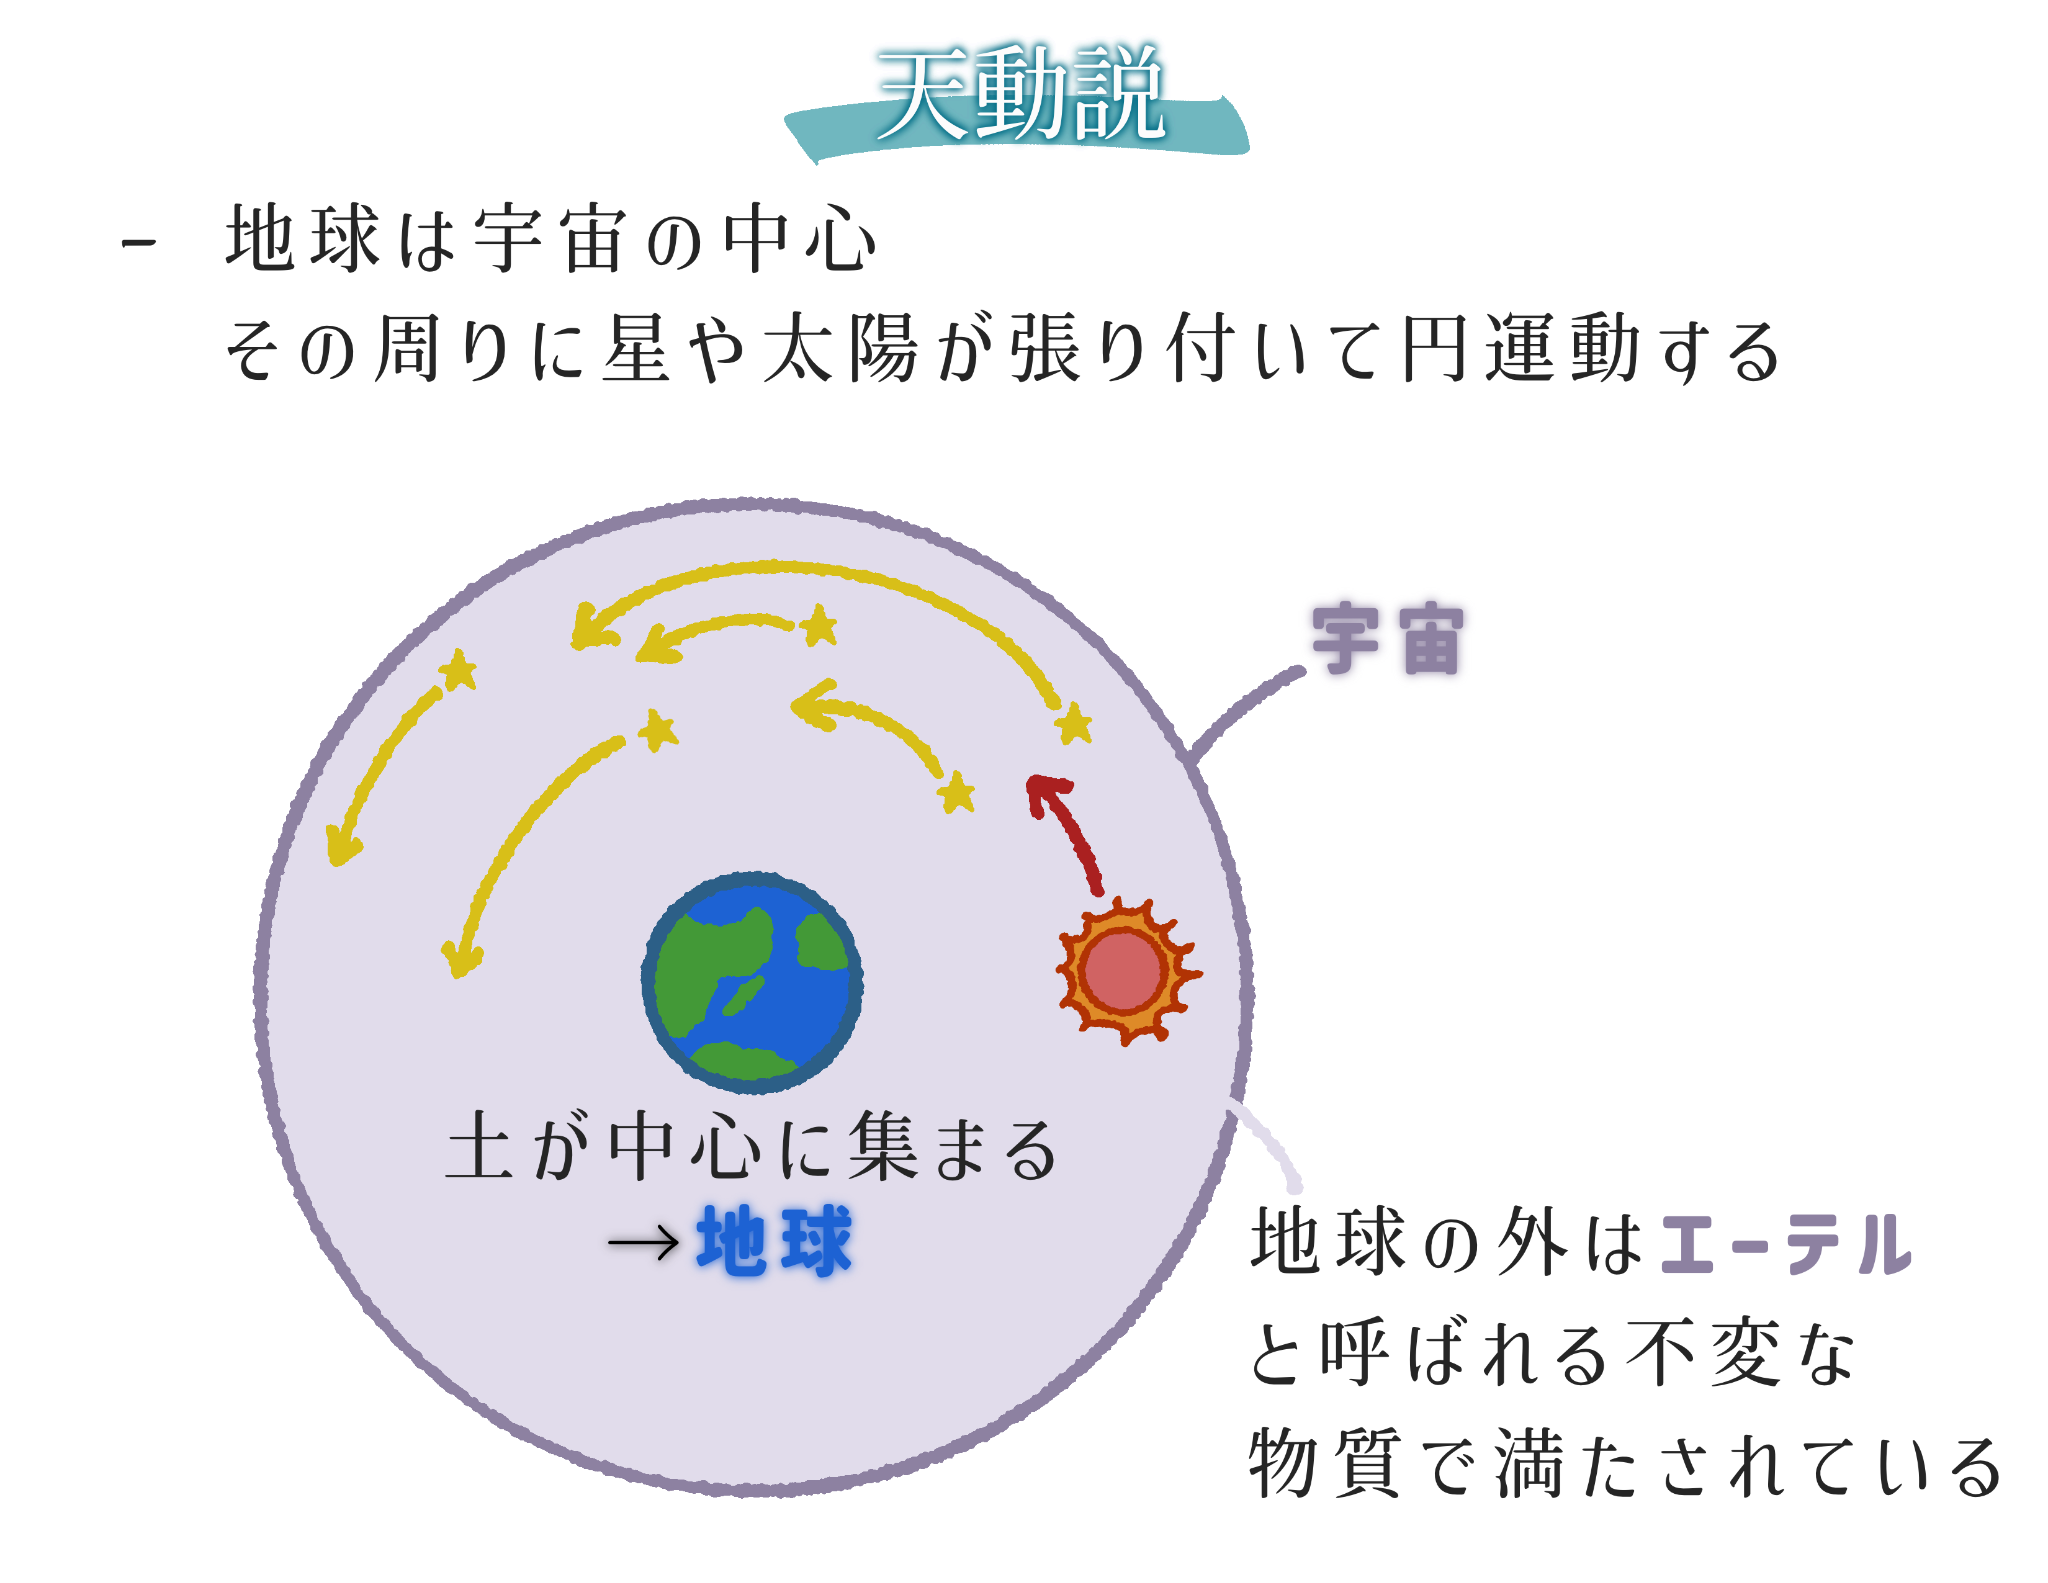 天動説
- 地球は宇宙の中心
その周りに星や太陽が張り付いて円運動する
宇宙
土が中心に集まる
→地球
地球の外はエーテル
と呼ばれる不変な
物質で満たされている